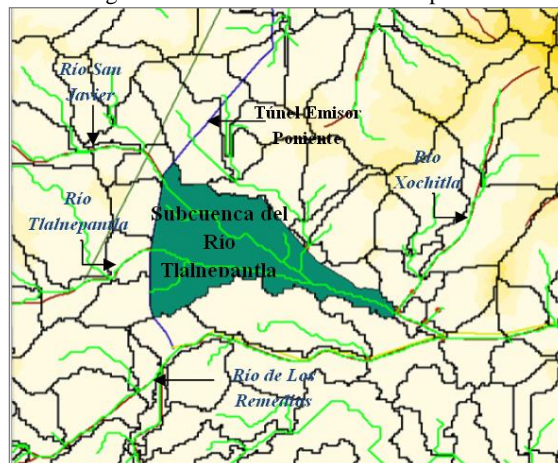 Río San
Javier
Túnel Emisor
Poniente
Río
Xochitla
Río
Tlalnepantla
Subcuenca del
Río
Tlalnepantla
Río de Los
Remedios